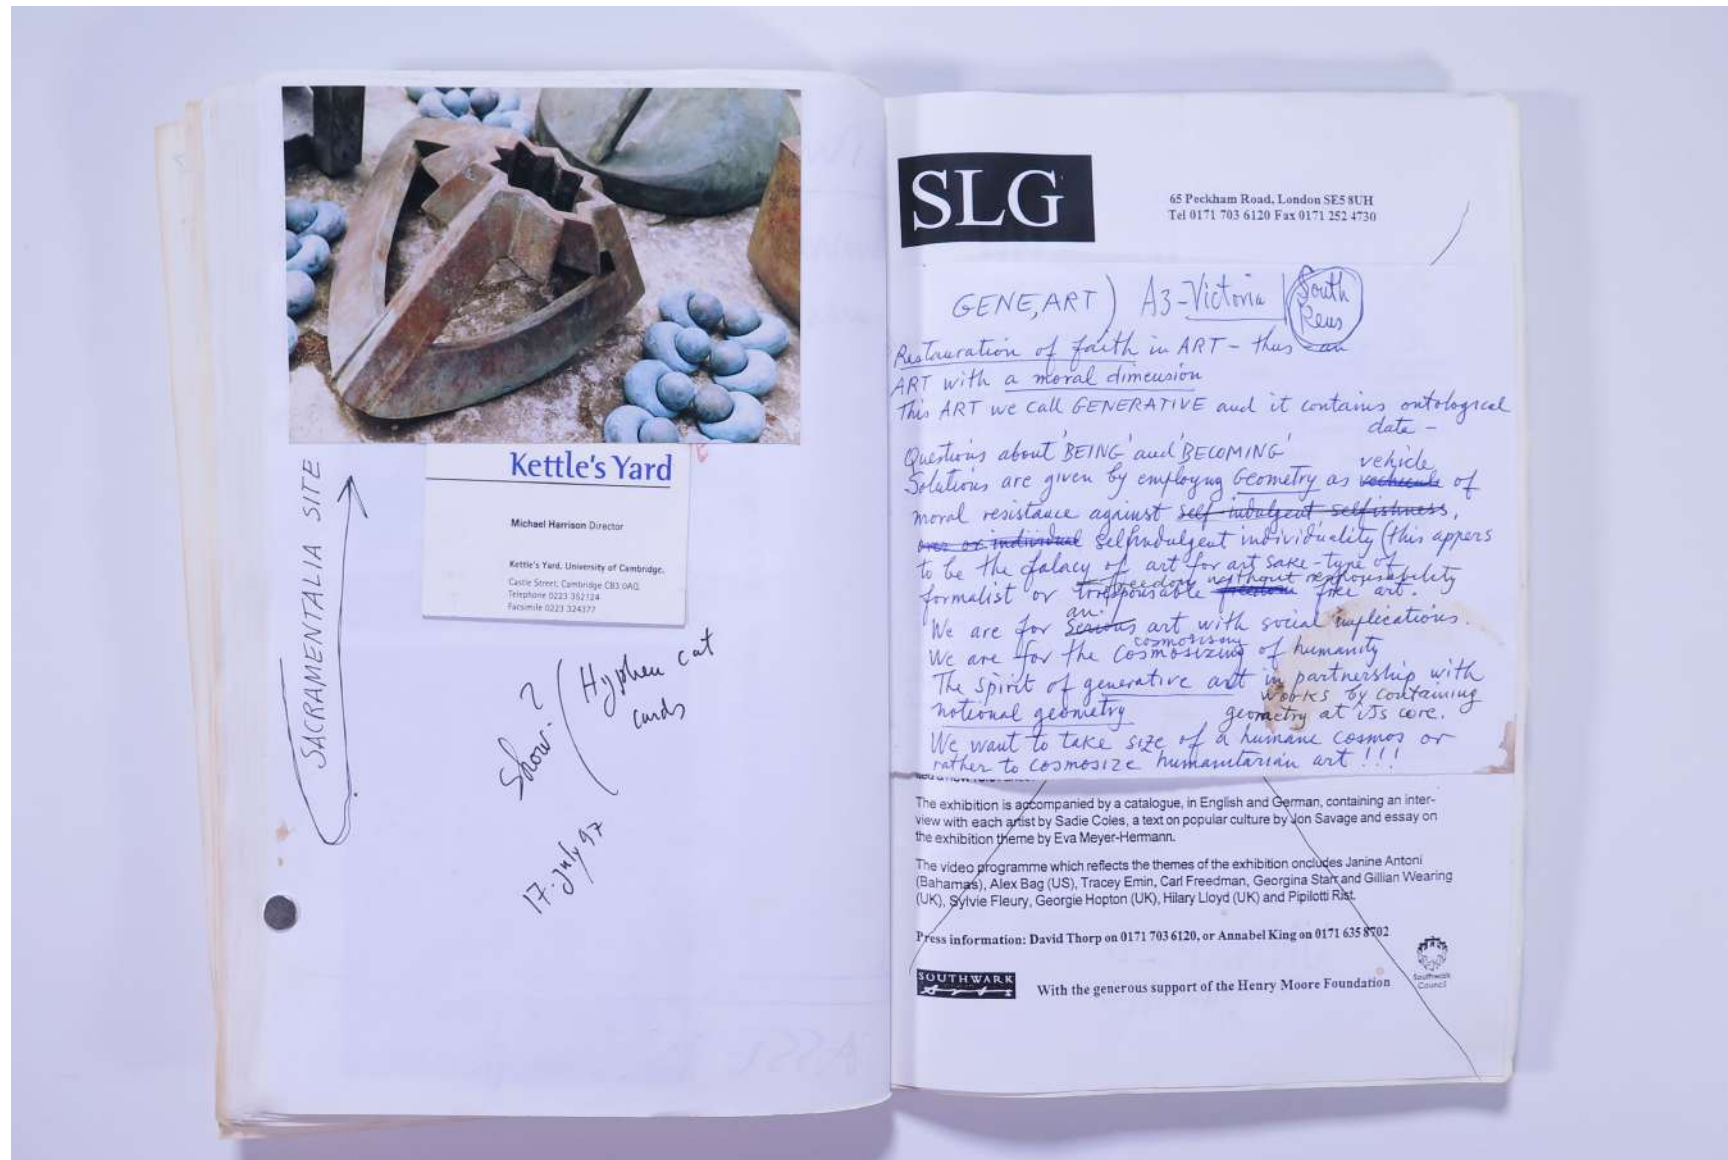 SACRAMENTALIA SITE
Kettle's Yard
Michael Harrison Director
Kettle's Yard, University of Cambridge,
Castle Street, Cambridge CB3 0AQ,
Telephone 0223 352124
Facsimile 0223 324377
Show?
(Hyphen cat
cards
17. July 97
SLG
65 Peckham Road, London SE5 8UH
Tel 0171 703 6120 Fax 0171 252 4730
GENE,ART) A3-Victoria | South
Restauration of faith in ART - thus an
ART with a moral dimension
This ART we call GENERATIVE and it contains ontological
date -
Questions about 'BEING' and 'BECOMING'
Solutions are given by employng Geometry as vehicle of
moral resistance against self-indulgent selfishness,
over or individual selfindulgent individuality (this appers
to be the falacy of art for art sake-type of
formalist or freedom without responsability free art.
We are for an art with social implications.
We are for the cosmosizing of humanity
The spirit of generative art in partnership with
notional geometry works by containing
geometry at its core.
We want to take size of a humane cosmos or
rather to cosmosize humanitarian art!!!
The exhibition is accompanied by a catalogue, in English and German, containing an inter-
view with each artist by Sadie Coles, a text on popular culture by Jon Savage and essay on
the exhibition theme by Eva Meyer-Hermann.
The video programme which reflects the themes of the exhibition oncludes Janine Antoni
(Bahamas), Alex Bag (US), Tracey Emin, Carl Freedman, Georgina Starr and Gillian Wearing
(UK), Sylvie Fleury, Georgie Hopton (UK), Hilary Lloyd (UK) and Pipilotti Rist.
Press information: David Thorp on 0171 703 6120, or Annabel King on 0171 635 8702
SOUTHWARK
Arts
With the generous support of the Henry Moore Foundation
Southwark
Council